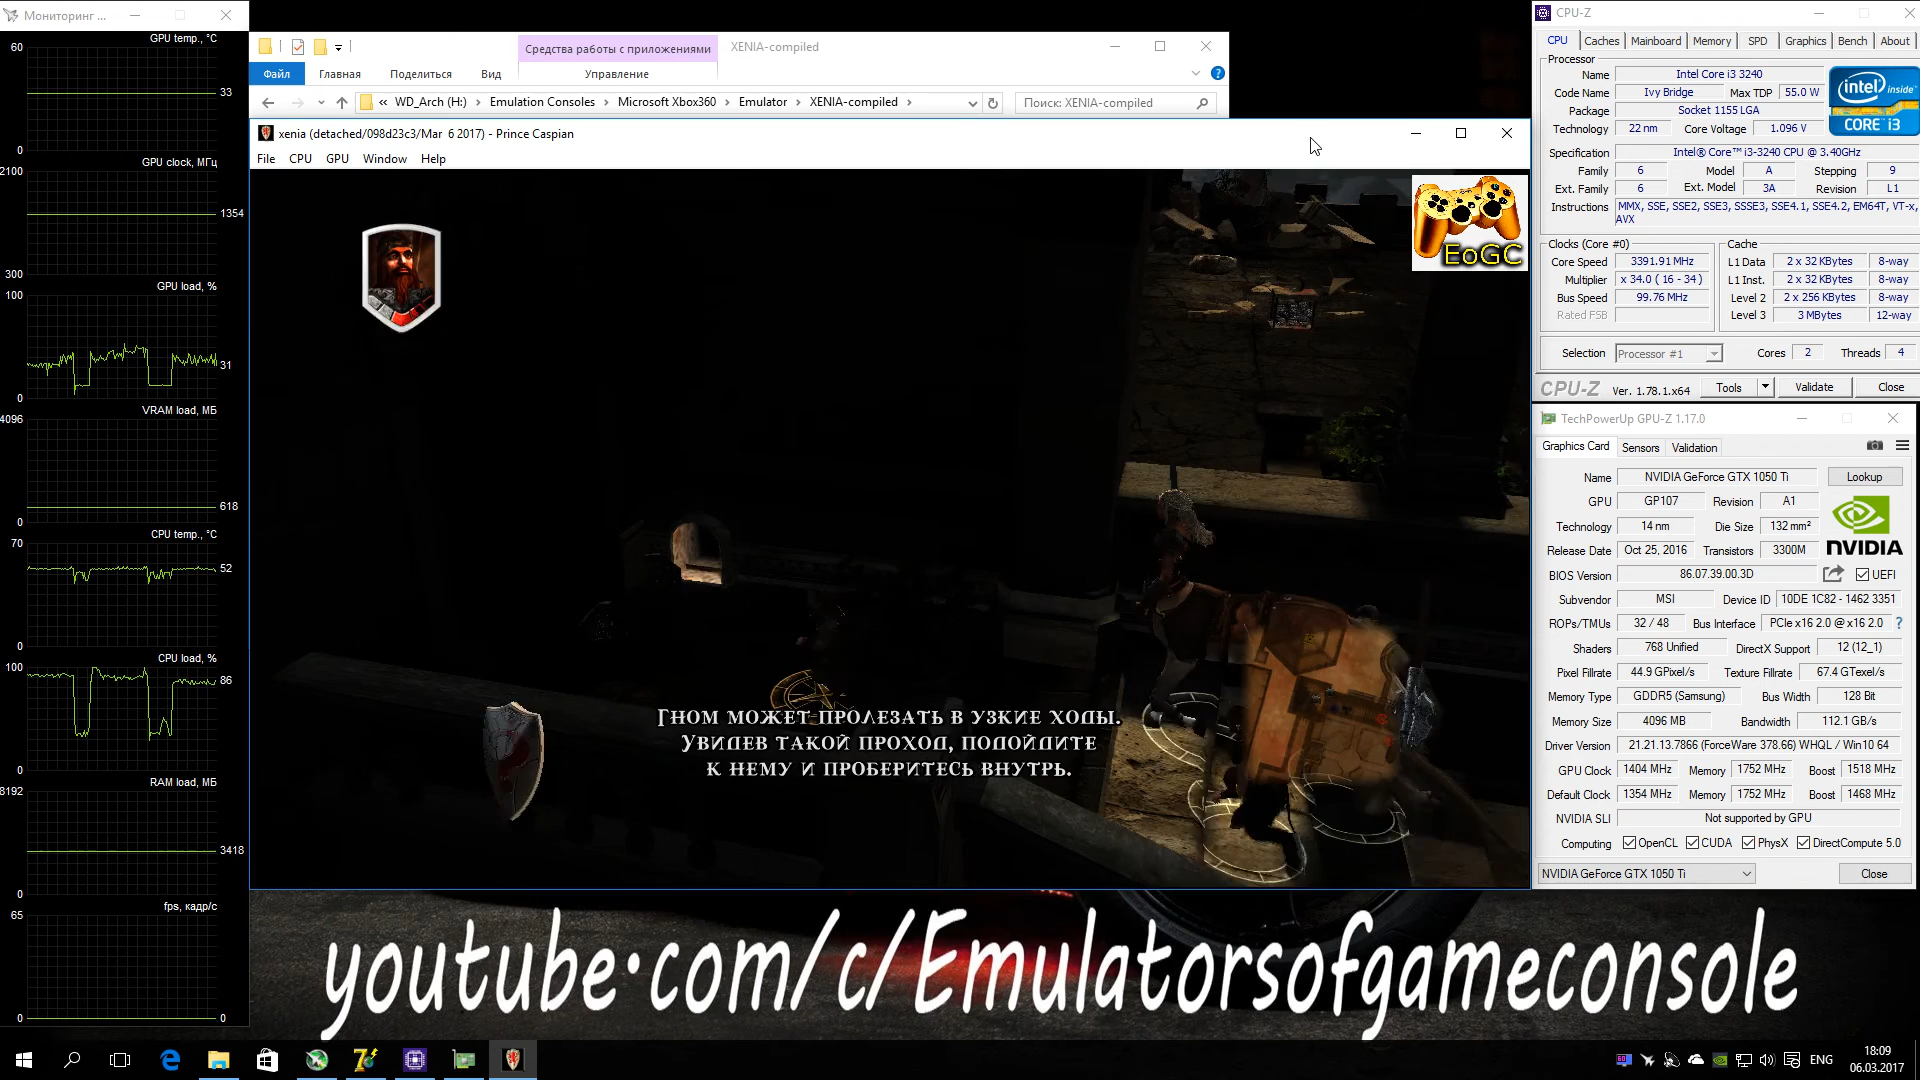 Мониторинг ...
GPU temp., °C
60
33
0
GPU clock, МГц
2100
1354
300
GPU load, %
100
31
0
VRAM load, МБ
4096
618
0
CPU temp., °C
70
52
0
CPU load, %
100
86
0
RAM load, МБ
8192
3418
0
fps, кадр/с
65
0
0
Средства работы с приложениями
XENIA-compiled
Файл
Главная
Поделиться
Вид
Управление
« WD_Arch (H:) › Emulation Consoles › Microsoft Xbox360 › Emulator › XENIA-compiled ›
Поиск: XENIA-compiled
xenia (detached/098d23c3/Mar 6 2017) - Prince Caspian
File CPU GPU Window Help
EoGC
Гном может пролезать в узкие ходы.
Увидев такой проход, подойдите
к нему и проберитесь внутрь.
youtube.com/c/Emulatorsofgameconsole
CPU-Z
CPU Caches Mainboard Memory SPD Graphics Bench About
Processor
Name Intel Core i3 3240
Code Name Ivy Bridge Max TDP 55.0 W
Package Socket 1155 LGA
Technology 22 nm Core Voltage 1.096 V
intel inside™
CORE i3
Specification Intel® Core™ i3-3240 CPU @ 3.40GHz
Family 6 Model A Stepping 9
Ext. Family 6 Ext. Model 3A Revision L1
Instructions MMX, SSE, SSE2, SSE3, SSSE3, SSE4.1, SSE4.2, EM64T, VT-x,
AVX
Clocks (Core #0)
Core Speed 3391.91 MHz
Multiplier x 34.0 ( 16 - 34 )
Bus Speed 99.76 MHz
Rated FSB
Cache
L1 Data 2 x 32 KBytes 8-way
L1 Inst. 2 x 32 KBytes 8-way
Level 2 2 x 256 KBytes 8-way
Level 3 3 MBytes 12-way
Selection Processor #1 Cores 2 Threads 4
CPU-Z Ver. 1.78.1.x64 Tools Validate Close
TechPowerUp GPU-Z 1.17.0
Graphics Card Sensors Validation
Name NVIDIA GeForce GTX 1050 Ti Lookup
GPU GP107 Revision A1
Technology 14 nm Die Size 132 mm²
Release Date Oct 25, 2016 Transistors 3300M
NVIDIA
BIOS Version 86.07.39.00.3D UEFI
Subvendor MSI Device ID 10DE 1C82 - 1462 3351
ROPs/TMUs 32 / 48 Bus Interface PCIe x16 2.0 @ x16 2.0 ?
Shaders 768 Unified DirectX Support 12 (12_1)
Pixel Fillrate 44.9 GPixel/s Texture Fillrate 67.4 GTexel/s
Memory Type GDDR5 (Samsung) Bus Width 128 Bit
Memory Size 4096 MB Bandwidth 112.1 GB/s
Driver Version 21.21.13.7866 (ForceWare 378.66) WHQL / Win10 64
GPU Clock 1404 MHz Memory 1752 MHz Boost 1518 MHz
Default Clock 1354 MHz Memory 1752 MHz Boost 1468 MHz
NVIDIA SLI Not supported by GPU
Computing OpenCL CUDA PhysX DirectCompute 5.0
NVIDIA GeForce GTX 1050 Ti Close
ENG
18:09
06.03.2017